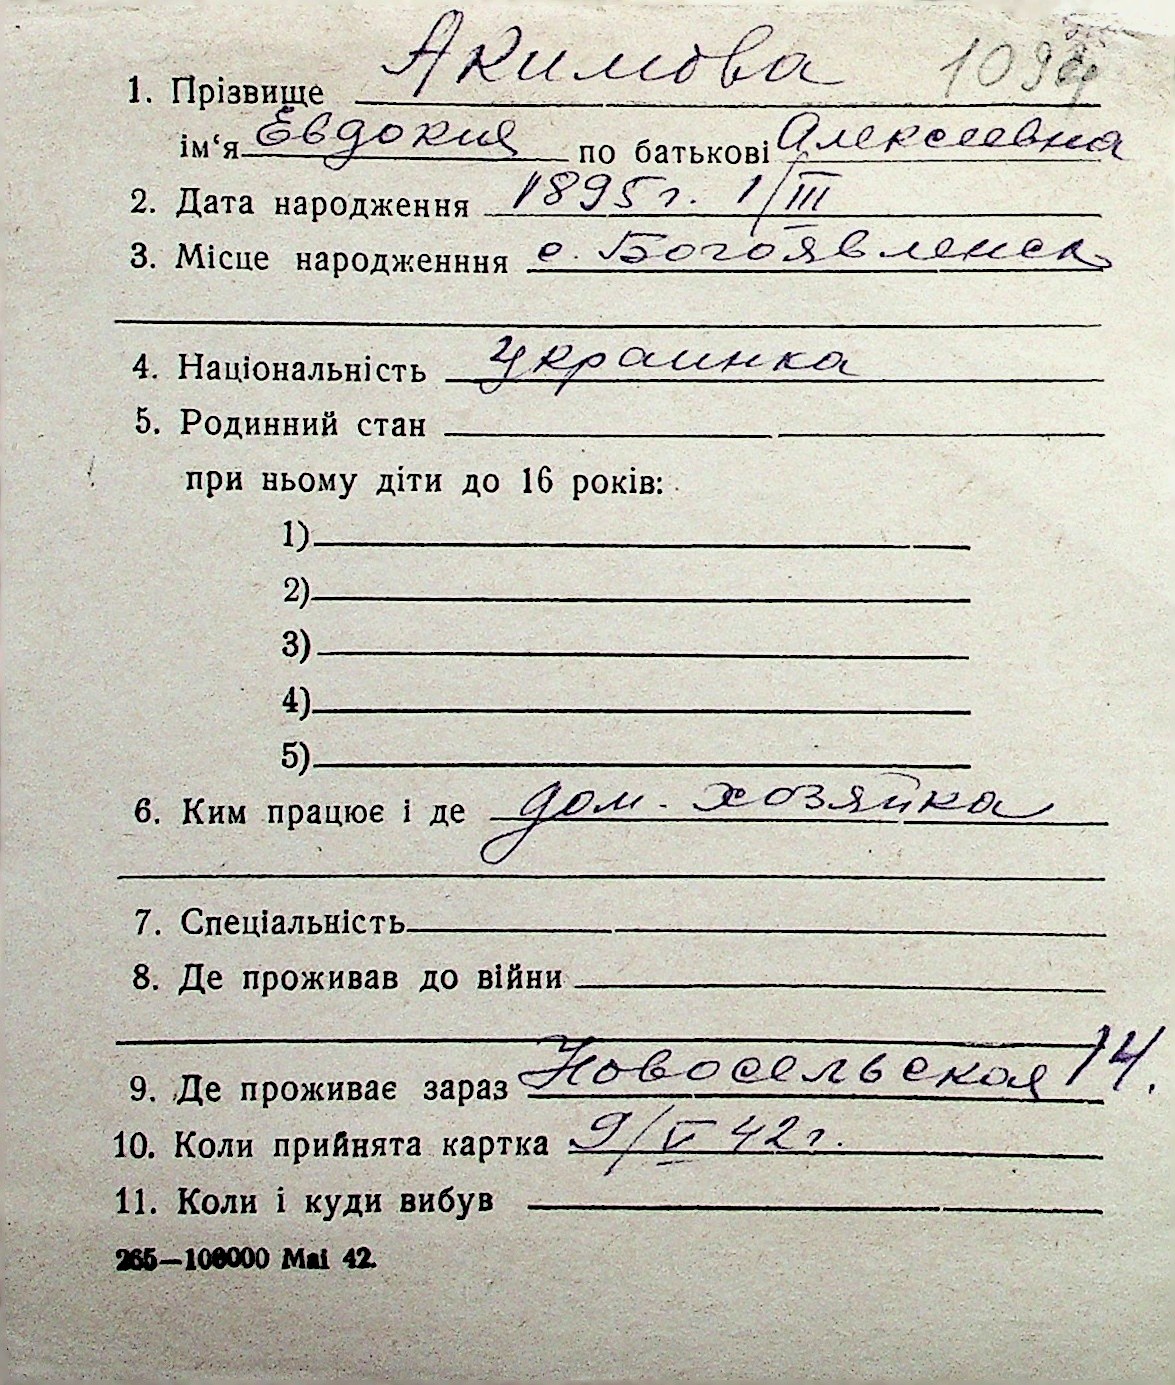 1. Прізвище Акимова
ім‘я Евдокия по батькові Алексеевна
2. Дата народження 1895 г. 1/III
3. Місце народженння с. Богоявленск
4. Національність Украинка
5. Родинний стан
при ньому діти до 16 років:
1)
2)
3)
4)
5)
6. Ким працює і де дом. хозяйка
7. Спеціальність
8. Де проживав до війни
9. Де проживає зараз Новосельская 14.
10. Коли прийнята картка 9/V 42 г.
11. Коли і куди вибув
265—100000 Маі 42.